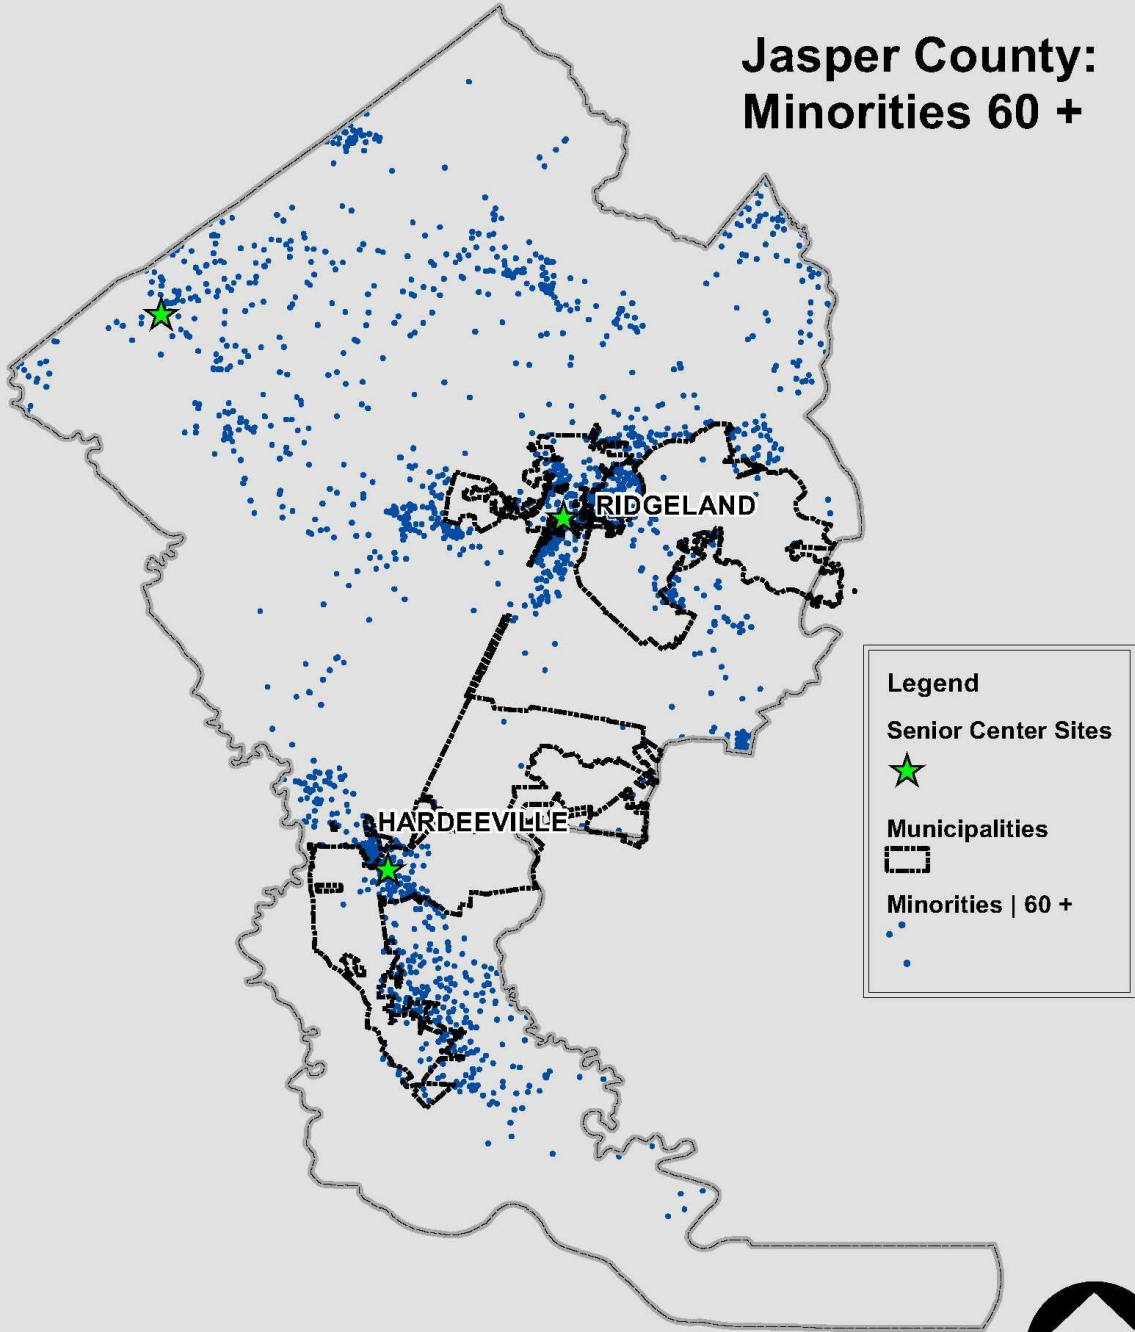 Jasper County:
Minorities 60 +
RIDGELAND
HARDEEVILLE
Legend
Senior Center Sites
Municipalities
Minorities | 60 +